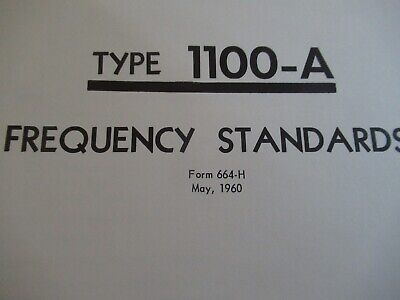 TYPE 1100-A
FREQUENCY STANDARDS
Form 664-H
May, 1960